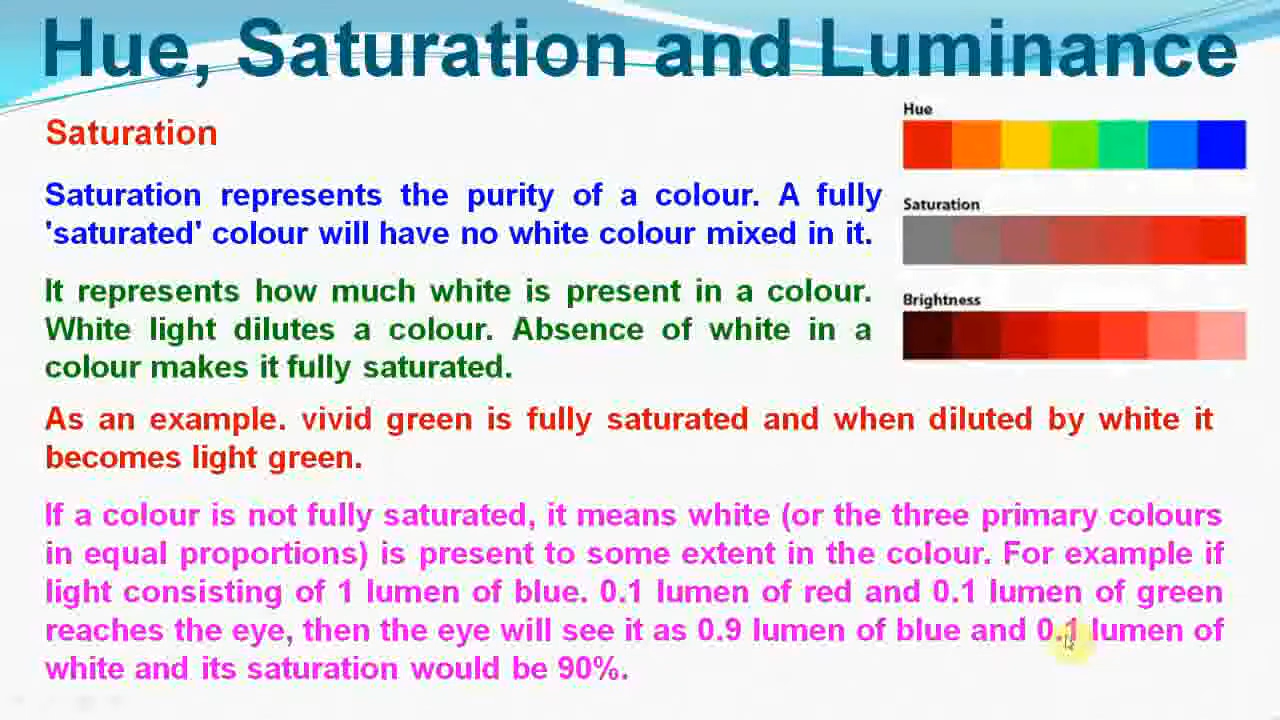 Hue, Saturation and Luminance
Saturation
Saturation represents the purity of a colour. A fully
'saturated' colour will have no white colour mixed in it.
It represents how much white is present in a colour.
White light dilutes a colour. Absence of white in a
colour makes it fully saturated.
Hue
Saturation
Brightness
As an example. vivid green is fully saturated and when diluted by white it
becomes light green.
If a colour is not fully saturated, it means white (or the three primary colours
in equal proportions) is present to some extent in the colour. For example if
light consisting of 1 lumen of blue. 0.1 lumen of red and 0.1 lumen of green
reaches the eye, then the eye will see it as 0.9 lumen of blue and 0.1 lumen of
white and its saturation would be 90%.